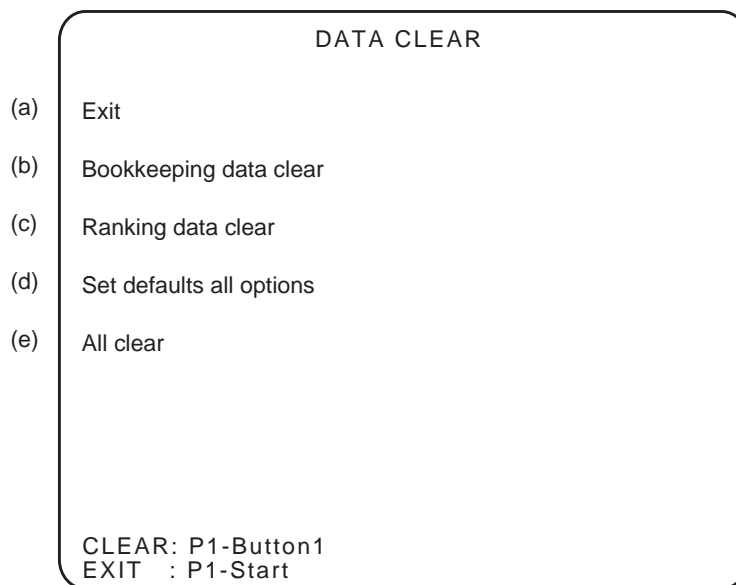 DATA CLEAR
(a) Exit
(b) Bookkeeping data clear
(c) Ranking data clear
(d) Set defaults all options
(e) All clear
CLEAR: P1-Button1
EXIT : P1-Start